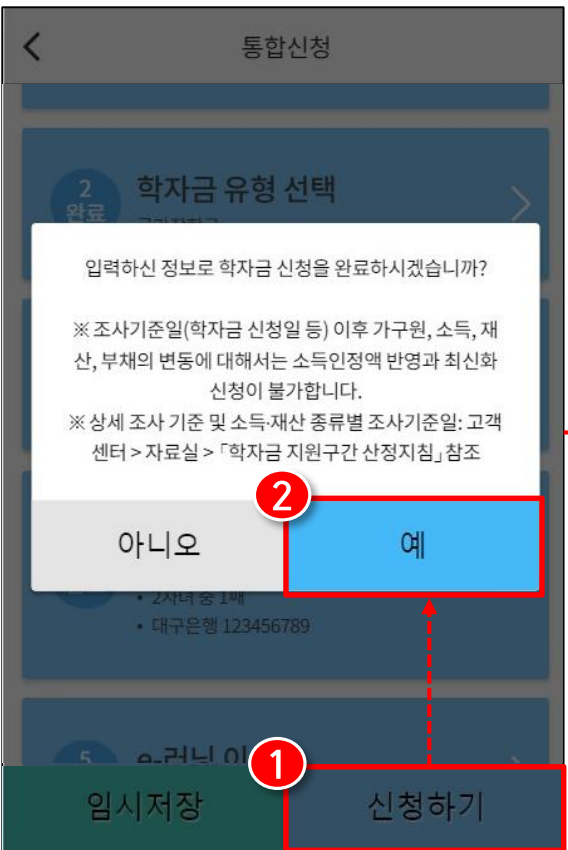 통합신청
2
완료
학자금 유형 선택
입력하신 정보로 학자금 신청을 완료하시겠습니까?
※ 조사기준일(학자금 신청일 등) 이후 가구원, 소득, 재
산, 부채의 변동에 대해서는 소득인정액 반영과 최신화
신청이 불가합니다.
※ 상세 조사 기준 및 소득·재산 종류별 조사기준일: 고객
센터 > 자료실 > 「학자금 지원구간 산정지침」 참조
2
아니오
예
• 2자녀 중 1째
• 대구은행 123456789
5
e-러닝 이
1
임시저장
신청하기